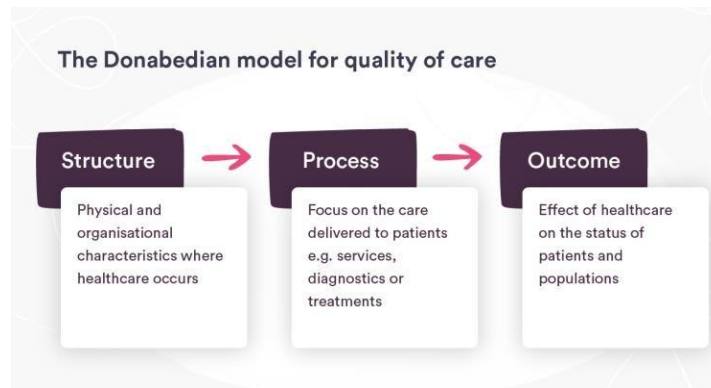 The Donabedian model for quality of care
Structure
Physical and
organisational
characteristics where
healthcare occurs
Process
Focus on the care
delivered to patients
e.g. services,
diagnostics or
treatments
Outcome
Effect of healthcare
on the status of
patients and
populations